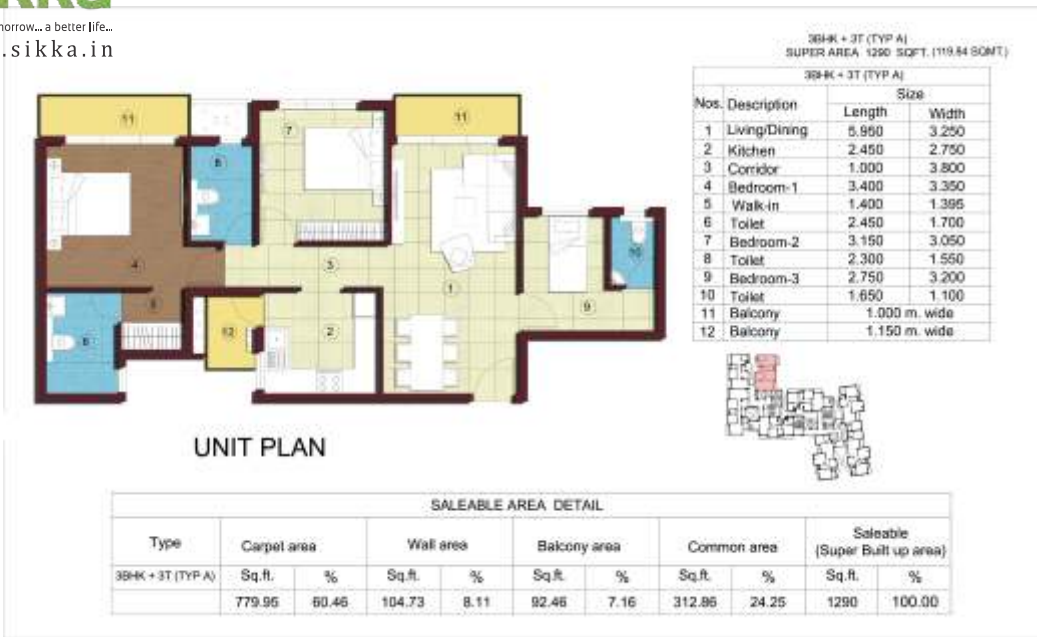 morrow... a better life...
.sikka.in
3BHK + 3T (TYP A)
SUPER AREA 1290 SQFT. (119.84 SQMT.)
3BHK + 3T (TYP A)
Nos. Description Size
Length Width
1 Living/Dining 5.950 3.250
2 Kitchen 2.450 2.750
3 Corridor 1.000 3.800
4 Bedroom-1 3.400 3.350
5 Walk-in 1.400 1.395
6 Toilet 2.450 1.700
7 Bedroom-2 3.150 3.050
8 Toilet 2.300 1.550
9 Bedroom-3 2.750 3.200
10 Toilet 1.650 1.100
11 Balcony 1.000 m. wide
12 Balcony 1.150 m. wide
11
11
7
8
10
4
3
1
5
9
12
2
6
UNIT PLAN
SALEABLE AREA DETAIL
Type Carpet area Wall area Balcony area Common area Saleable (Super Built up area)
3BHK + 3T (TYP A) Sq.ft. % Sq.ft. % Sq.ft. % Sq.ft. % Sq.ft. %
779.95 60.46 104.73 8.11 92.46 7.16 312.86 24.25 1290 100.00